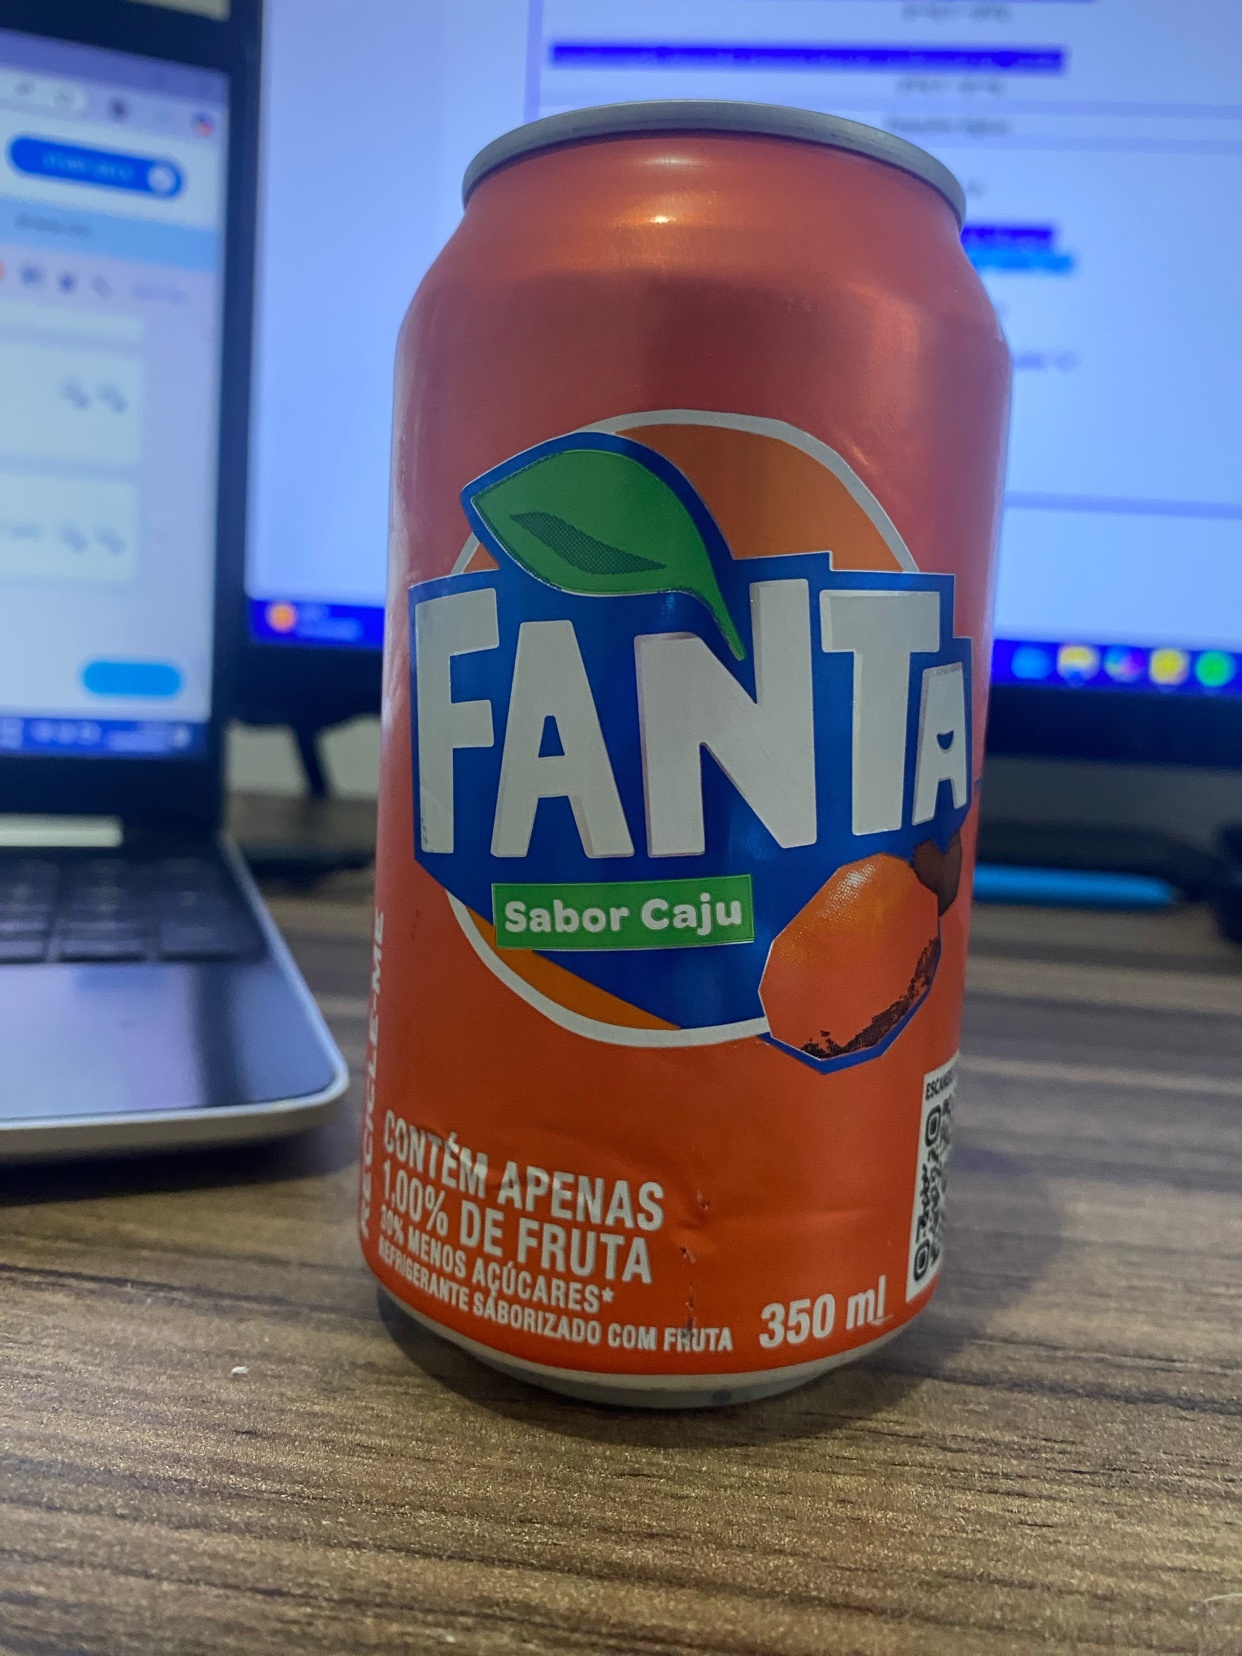 FANTA
Sabor Caju
RECICLE-ME
CONTÉM APENAS
1,00% DE FRUTA
30% MENOS AÇÚCARES*
REFRIGERANTE SABORIZADO COM FRUTA
350 ml